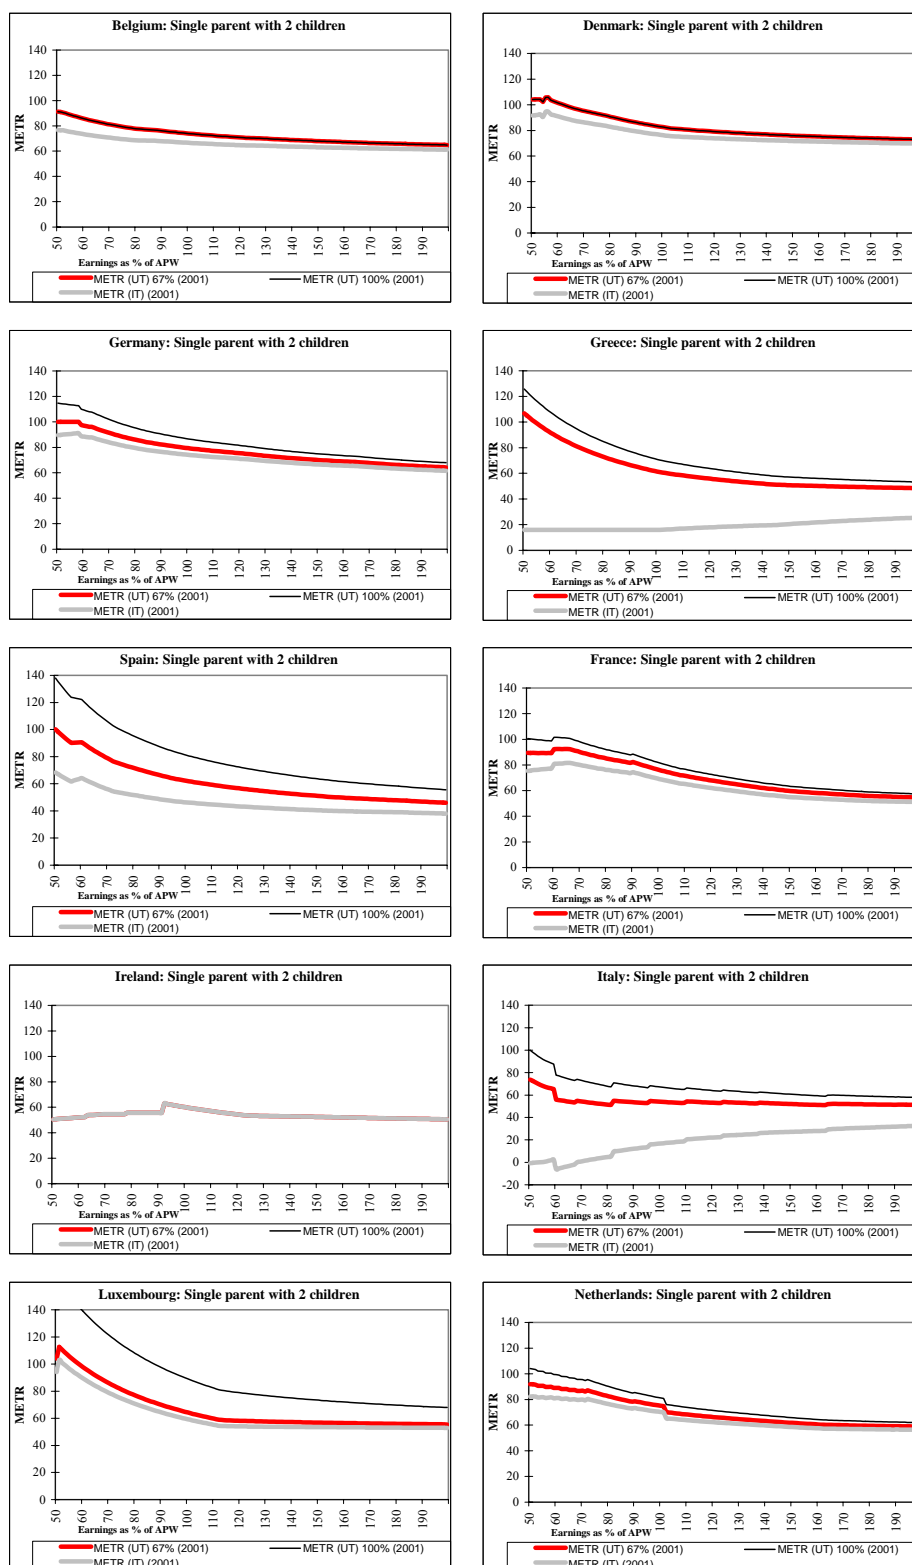 Belgium: Single parent with 2 children
140
120
100
80
60
40
20
0
METR
50 60 70 80 90 100 110 120 130 140 150 160 170 180 190
Earnings as % of APW
METR (UT) 67% (2001) METR (UT) 100% (2001)
METR (IT) (2001)
Denmark: Single parent with 2 children
140
120
100
80
60
40
20
0
METR
50 60 70 80 90 100 110 120 130 140 150 160 170 180 190
Earnings as % of APW
METR (UT) 67% (2001) METR (UT) 100% (2001)
METR (IT) (2001)
Germany: Single parent with 2 children
140
120
100
80
60
40
20
0
METR
50 60 70 80 90 100 110 120 130 140 150 160 170 180 190
Earnings as % of APW
METR (UT) 67% (2001) METR (UT) 100% (2001)
METR (IT) (2001)
Greece: Single parent with 2 children
140
120
100
80
60
40
20
0
METR
50 60 70 80 90 100 110 120 130 140 150 160 170 180 190
Earnings as % of APW
METR (UT) 67% (2001) METR (UT) 100% (2001)
METR (IT) (2001)
Spain: Single parent with 2 children
140
120
100
80
60
40
20
0
METR
50 60 70 80 90 100 110 120 130 140 150 160 170 180 190
Earnings as % of APW
METR (UT) 67% (2001) METR (UT) 100% (2001)
METR (IT) (2001)
France: Single parent with 2 children
140
120
100
80
60
40
20
0
METR
50 60 70 80 90 100 110 120 130 140 150 160 170 180 190
Earnings as % of APW
METR (UT) 67% (2001) METR (UT) 100% (2001)
METR (IT) (2001)
Ireland: Single parent with 2 children
140
120
100
80
60
40
20
0
METR
50 60 70 80 90 100 110 120 130 140 150 160 170 180 190
Earnings as % of APW
METR (UT) 67% (2001) METR (UT) 100% (2001)
METR (IT) (2001)
Italy: Single parent with 2 children
140
120
100
80
60
40
20
0
-20
METR
50 60 70 80 90 100 110 120 130 140 150 160 170 180 190
Earnings as % of APW
METR (UT) 67% (2001) METR (UT) 100% (2001)
METR (IT) (2001)
Luxembourg: Single parent with 2 children
140
120
100
80
60
40
20
0
METR
50 60 70 80 90 100 110 120 130 140 150 160 170 180 190
Earnings as % of APW
METR (UT) 67% (2001) METR (UT) 100% (2001)
METR (IT) (2001)
Netherlands: Single parent with 2 children
140
120
100
80
60
40
20
0
METR
50 60 70 80 90 100 110 120 130 140 150 160 170 180 190
Earnings as % of APW
METR (UT) 67% (2001) METR (UT) 100% (2001)
METR (IT) (2001)